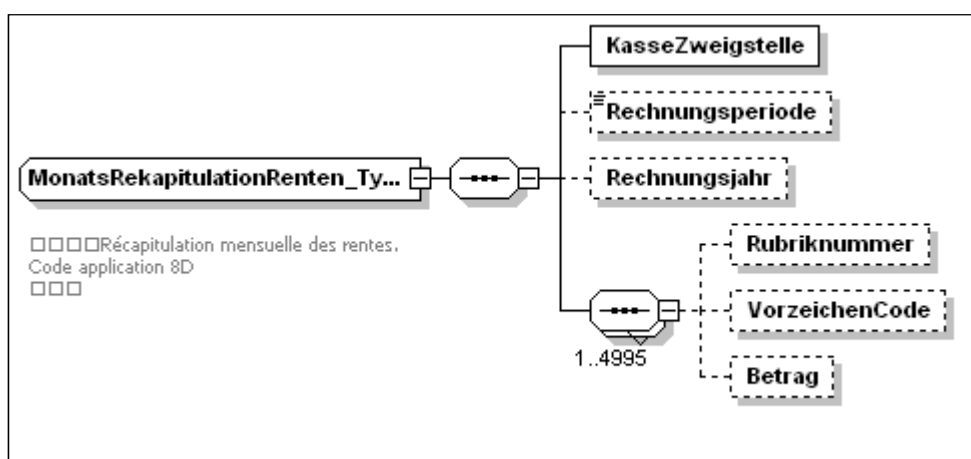 KasseZweigstelle
Rechnungsperiode
MonatsRekapitulationRenten_Ty...
Rechnungsjahr
□□□□Récapitulation mensuelle des rentes.
Code application 8D
□□□
Rubriknummer
VorzeichenCode
1..4995
Betrag